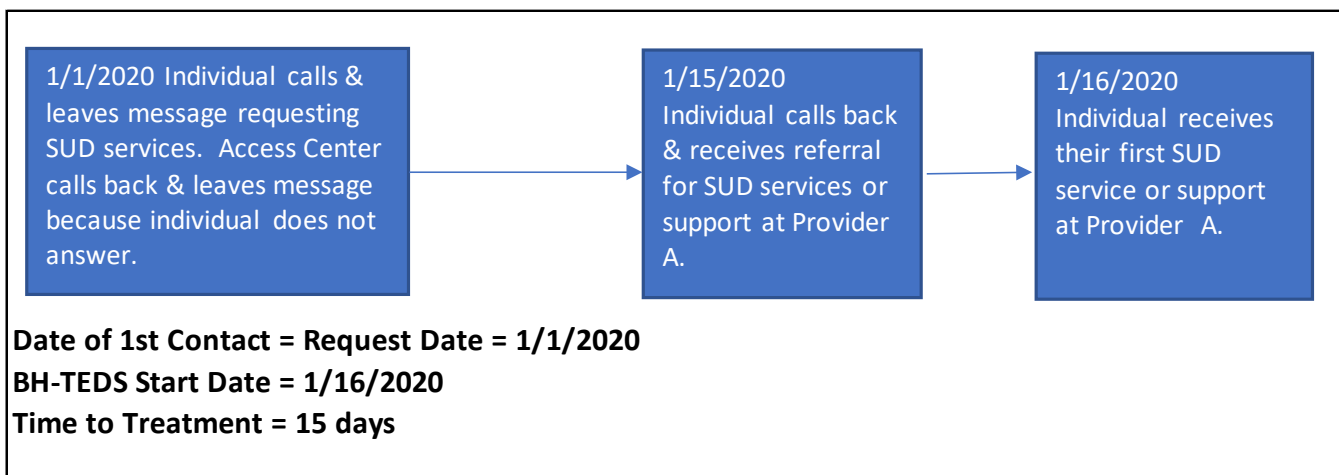 1/1/2020 Individual calls &
leaves message requesting
SUD services. Access Center
calls back & leaves message
because individual does not
answer.
1/15/2020
Individual calls back
& receives referral
for SUD services or
support at Provider
A.
1/16/2020
Individual receives
their first SUD
service or support
at Provider A.
Date of 1st Contact = Request Date = 1/1/2020
BH-TEDS Start Date = 1/16/2020
Time to Treatment = 15 days